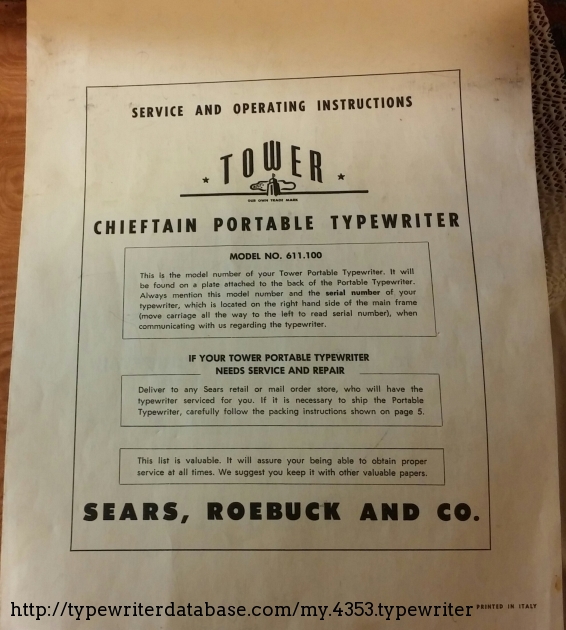 SERVICE AND OPERATING INSTRUCTIONS
TOWER
OUR OWN TRADE MARK
CHIEFTAIN PORTABLE TYPEWRITER
MODEL NO. 611.100
This is the model number of your Tower Portable Typewriter. It will
be found on a plate attached to the back of the Portable Typewriter.
Always mention this model number and the serial number of your
typewriter, which is located on the right hand side of the main frame
(move carriage all the way to the left to read serial number), when
communicating with us regarding the typewriter.
IF YOUR TOWER PORTABLE TYPEWRITER
NEEDS SERVICE AND REPAIR
Deliver to any Sears retail or mail order store, who will have the
typewriter serviced for you. If it is necessary to ship the Portable
Typewriter, carefully follow the packing instructions shown on page 5.
This list is valuable. It will assure your being able to obtain proper
service at all times. We suggest you keep it with other valuable papers.
SEARS, ROEBUCK AND CO.
PRINTED IN ITALY
http://typewriterdatabase.com/my.4353.typewriter